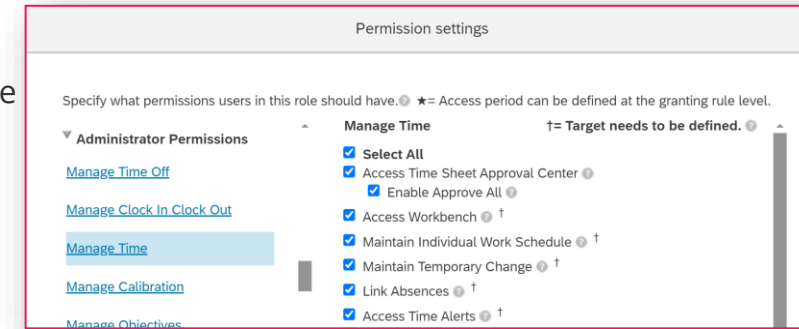 Permission settings
e
Specify what permissions users in this role should have. ★= Access period can be defined at the granting rule level.
Administrator Permissions
Manage Time Off
Manage Clock In Clock Out
Manage Time
Manage Calibration
Manage Objectives
Manage Time †= Target needs to be defined.
Select All
Access Time Sheet Approval Center
Enable Approve All
Access Workbench †
Maintain Individual Work Schedule †
Maintain Temporary Change †
Link Absences †
Access Time Alerts †